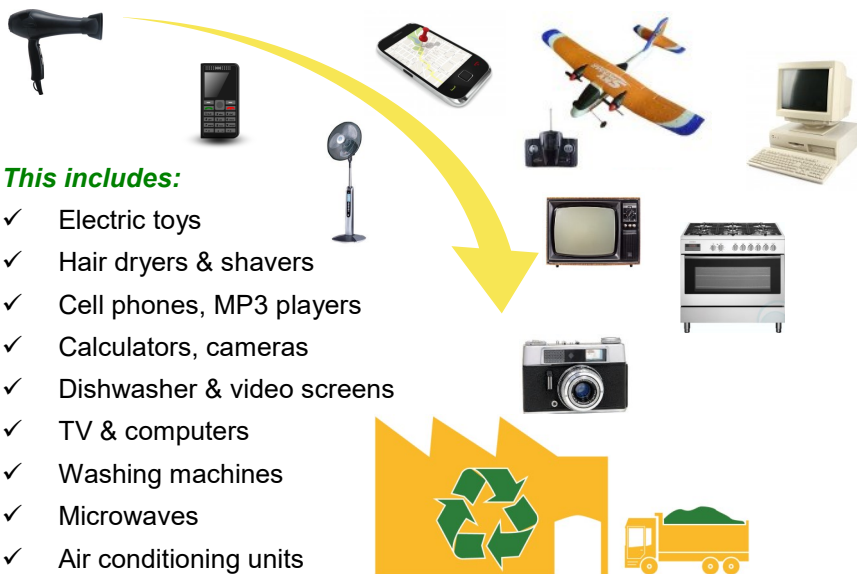 This includes:
✓ Electric toys
✓ Hair dryers & shavers
✓ Cell phones, MP3 players
✓ Calculators, cameras
✓ Dishwasher & video screens
✓ TV & computers
✓ Washing machines
✓ Microwaves
✓ Air conditioning units